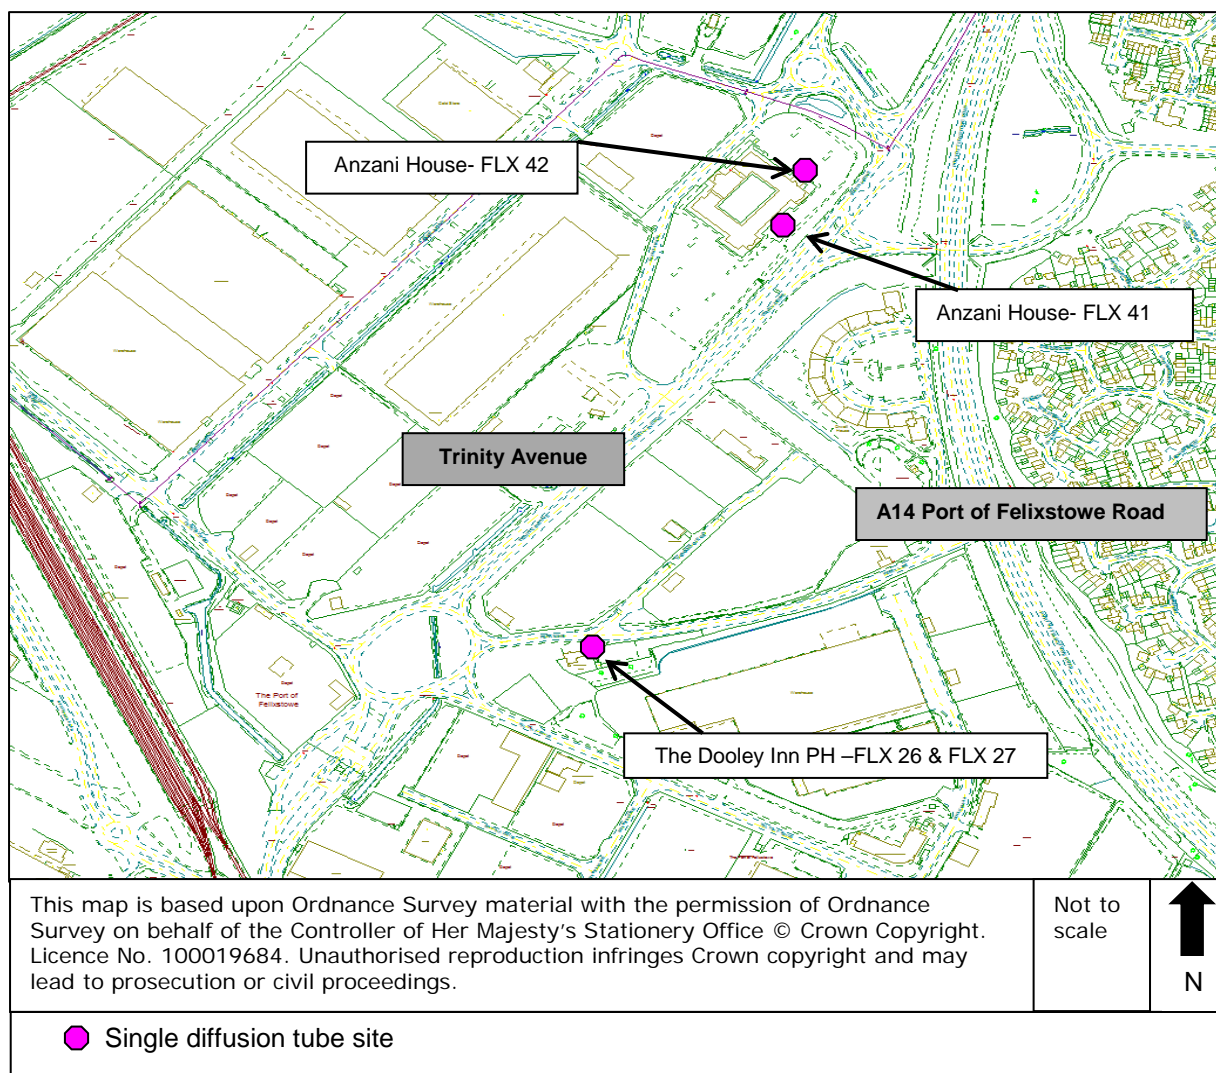 Anzani House- FLX 42
Anzani House- FLX 41
Trinity Avenue
A14 Port of Felixstowe Road
The Port of
Felixstowe
The Dooley Inn PH –FLX 26 & FLX 27
This map is based upon Ordnance Survey material with the permission of Ordnance
Survey on behalf of the Controller of Her Majesty's Stationery Office © Crown Copyright.
Licence No. 100019684. Unauthorised reproduction infringes Crown copyright and may
lead to prosecution or civil proceedings.
Not to
scale
N
Single diffusion tube site